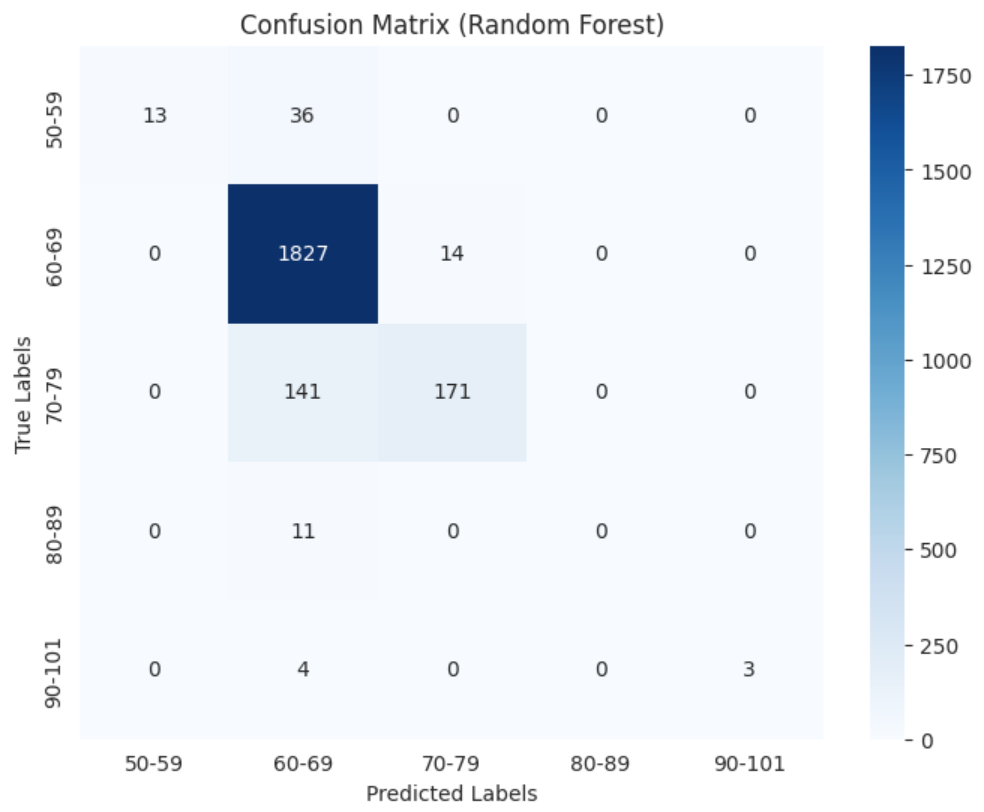 Confusion Matrix (Random Forest)
True Labels
50-59 13 36 0 0 0
60-69 0 1827 14 0 0
70-79 0 141 171 0 0
80-89 0 11 0 0 0
90-101 0 4 0 0 3
50-59 60-69 70-79 80-89 90-101
Predicted Labels
1750
1500
1250
1000
750
500
250
0